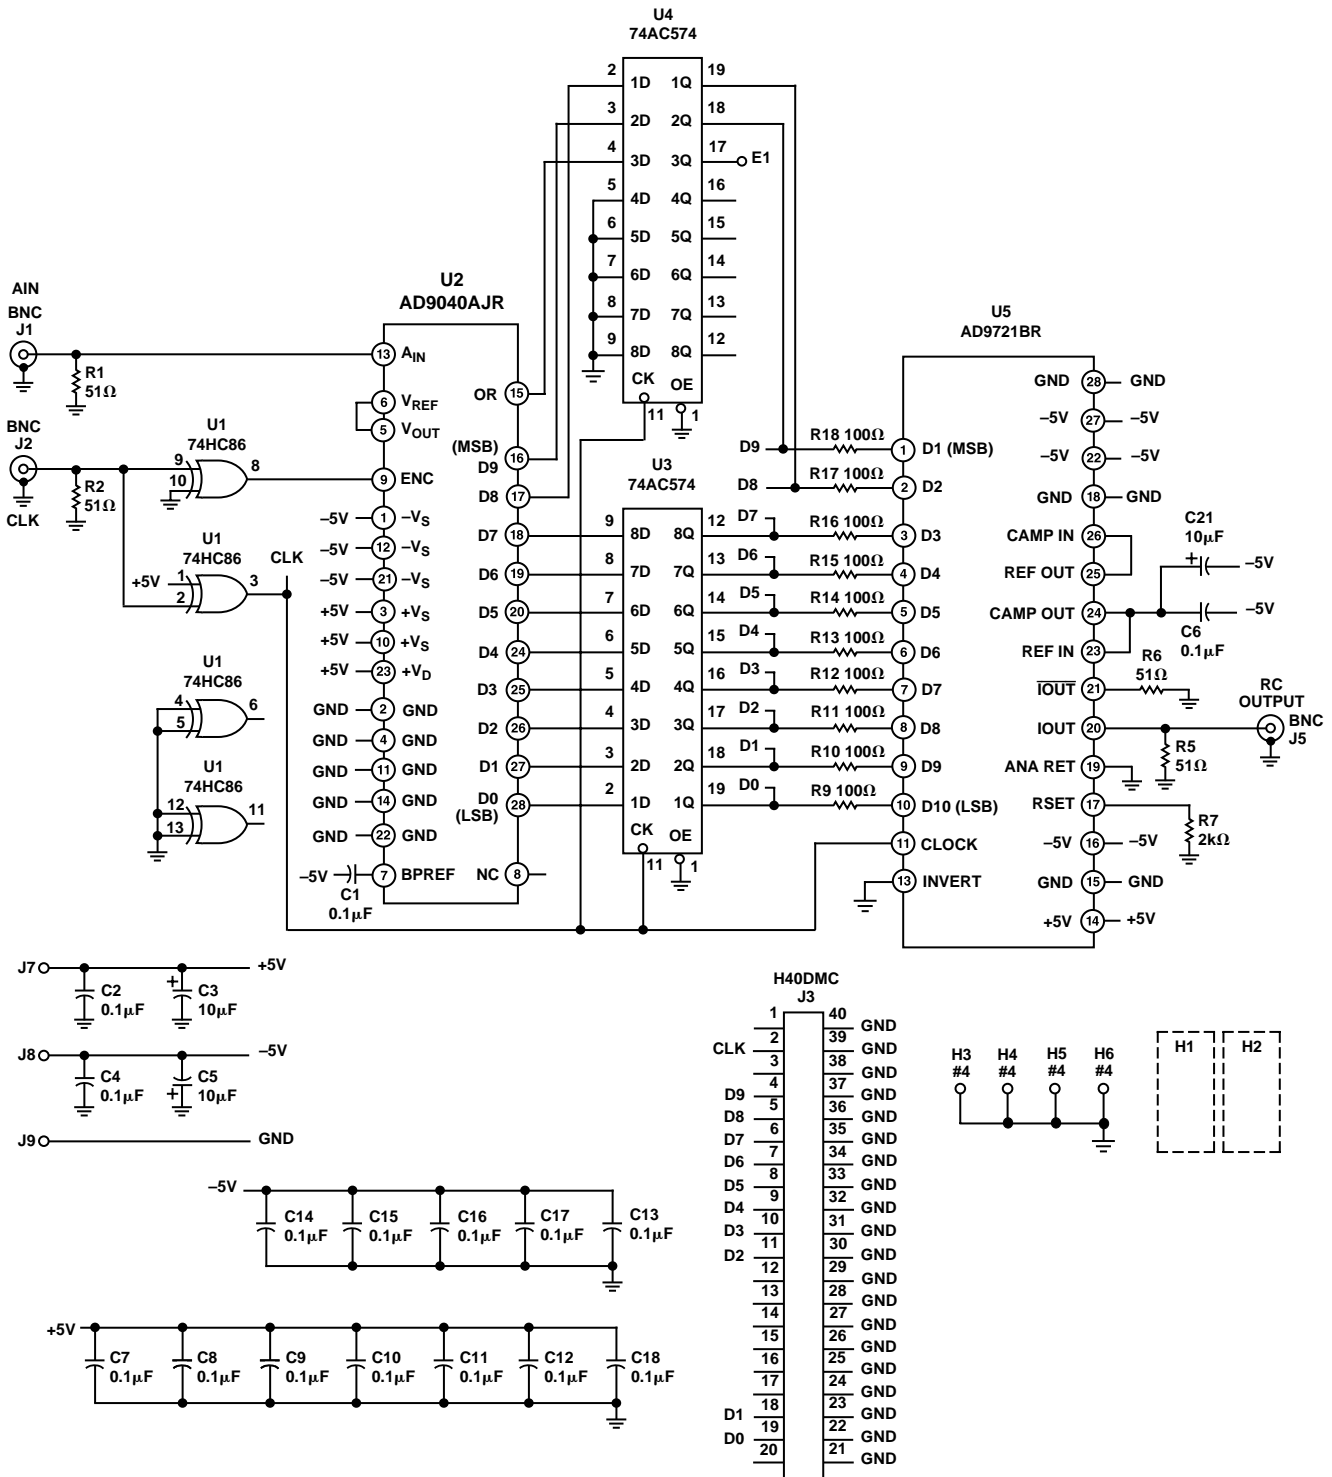 U4
74AC574
2 1D 1Q 19
3 2D 2Q 18
4 3D 3Q 17 E1
5 4D 4Q 16
6 5D 5Q 15
7 6D 6Q 14
8 7D 7Q 13
9 8D 8Q 12
CK OE
11 1
AIN
BNC
J1
R1
51Ω
BNC
J2
CLK
R2
51Ω
U1
74HC86
9 8
10
U1
74HC86
CLK
+5V 1 3
2
U1
74HC86
4 6
5
U1
74HC86
12 11
13
U2
AD9040AJR
13 AIN
6 VREF
5 VOUT
9 ENC
–5V 1 –VS
–5V 12 –VS
–5V 21 –VS
+5V 3 +VS
+5V 10 +VS
+5V 23 +VD
GND 2 GND
GND 4 GND
GND 11 GND
GND 14 GND
GND 22 GND
–5V 7 BPREF
C1
0.1µF
OR 15
(MSB)
D9 16
D8 17
D7 18
D6 19
D5 20
D4 24
D3 25
D2 26
D1 27
D0 28
(LSB)
NC 8
U3
74AC574
9 8D 8Q 12
8 7D 7Q 13
7 6D 6Q 14
6 5D 5Q 15
5 4D 4Q 16
4 3D 3Q 17
3 2D 2Q 18
2 1D 1Q 19
CK OE
11 1
D9 R18 100Ω
D8 R17 100Ω
D7 R16 100Ω
D6 R15 100Ω
D5 R14 100Ω
D4 R13 100Ω
D3 R12 100Ω
D2 R11 100Ω
D1 R10 100Ω
D0 R9 100Ω
U5
AD9721BR
1 D1 (MSB)
2 D2
3 D3
4 D4
5 D5
6 D6
7 D7
8 D8
9 D9
10 D10 (LSB)
11 CLOCK
13 INVERT
GND 28 GND
–5V 27 –5V
–5V 22 –5V
GND 18 GND
CAMP IN 26
REF OUT 25
CAMP OUT 24
REF IN 23
IOUT 21
IOUT 20
ANA RET 19
RSET 17
–5V 16 –5V
GND 15 GND
+5V 14 +5V
C21
10µF
+ –5V
–5V
C6
0.1µF
R6
51Ω
RC
OUTPUT
BNC
J5
R5
51Ω
R7
2kΩ
J7 +5V
C2
0.1µF
+ C3
10µF
J8 –5V
C4
0.1µF
+ C5
10µF
J9 GND
–5V
C14
0.1µF
C15
0.1µF
C16
0.1µF
C17
0.1µF
C13
0.1µF
+5V
C7
0.1µF
C8
0.1µF
C9
0.1µF
C10
0.1µF
C11
0.1µF
C12
0.1µF
C18
0.1µF
H40DMC
J3
1 40 GND
CLK 2 39 GND
3 38 GND
D9 4 37 GND
D8 5 36 GND
D7 6 35 GND
D6 7 34 GND
D5 8 33 GND
D4 9 32 GND
D3 10 31 GND
D2 11 30 GND
12 29 GND
13 28 GND
14 27 GND
15 26 GND
16 25 GND
17 24 GND
D1 18 23 GND
D0 19 22 GND
20 21 GND
H3
#4
H4
#4
H5
#4
H6
#4
H1
H2